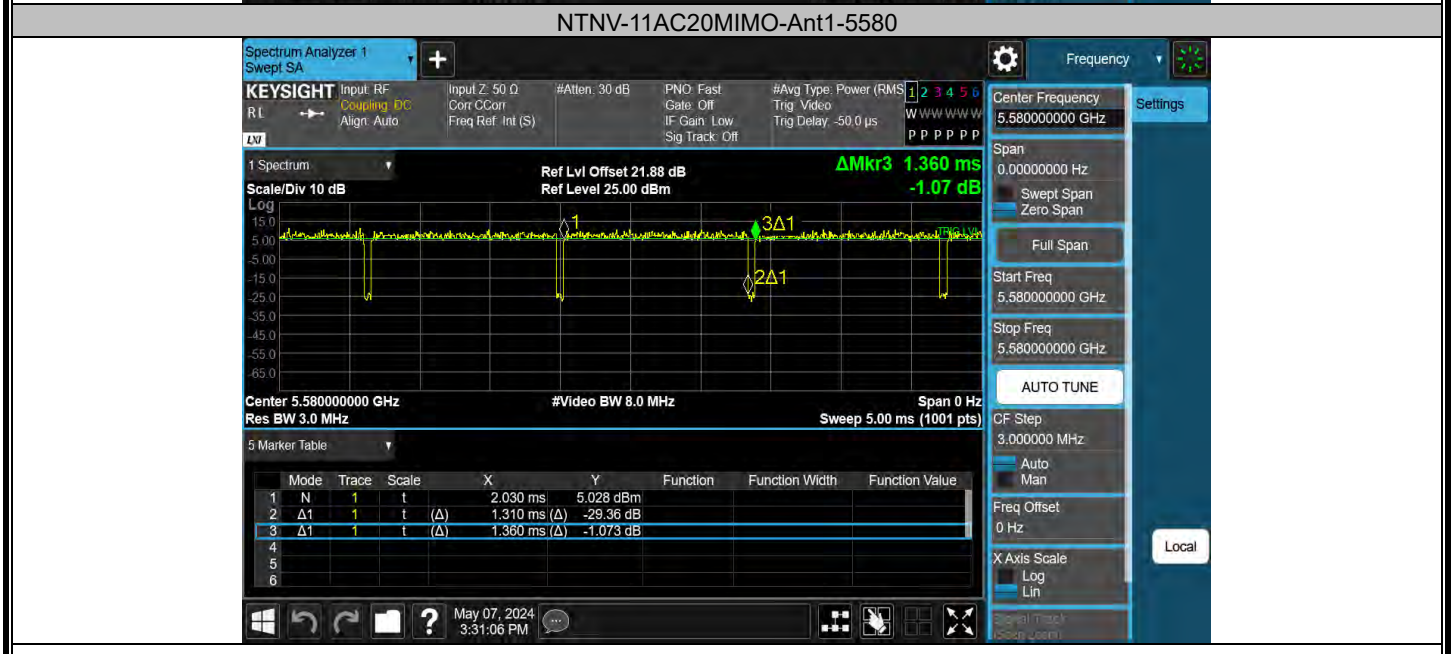 NTNV-11AC20MIMO-Ant1-5580
Spectrum Analyzer 1
Swept SA
+
Frequency
KEYSIGHT Input: RF Input Z: 50 Ω #Atten: 30 dB PNO: Fast #Avg Type: Power (RMS 1 2 3 4 5 6
RL Coupling: DC Corr CCorr Gate: Off Trig: Video W W W W W W
Align: Auto Freq Ref: Int (S) IF Gain: Low Trig Delay: -50.0 µs
LXI Sig Track: Off P P P P P P
Center Frequency
5.580000000 GHz
Settings
Span
0.00000000 Hz
Swept Span
Zero Span
Full Span
Start Freq
5.580000000 GHz
Stop Freq
5.580000000 GHz
AUTO TUNE
CF Step
3.000000 MHz
Auto
Man
Freq Offset
0 Hz
X Axis Scale
Log
Lin
Local
1 Spectrum
Ref Lvl Offset 21.88 dB ΔMkr3 1.360 ms
Scale/Div 10 dB Ref Level 25.00 dBm -1.07 dB
Log
15.0
5.00
-5.00
-15.0
-25.0
-35.0
-45.0
-55.0
-65.0
1
3Δ1
TRIG LVL
2Δ1
Center 5.580000000 GHz #Video BW 8.0 MHz Span 0 Hz
Res BW 3.0 MHz Sweep 5.00 ms (1001 pts)
5 Marker Table
Mode Trace Scale X Y Function Function Width Function Value
1 N 1 t 2.030 ms 5.028 dBm
2 Δ1 1 t (Δ) 1.310 ms (Δ) -29.36 dB
3 Δ1 1 t (Δ) 1.360 ms (Δ) -1.073 dB
4
5
6
? May 07, 2024
3:31:06 PM